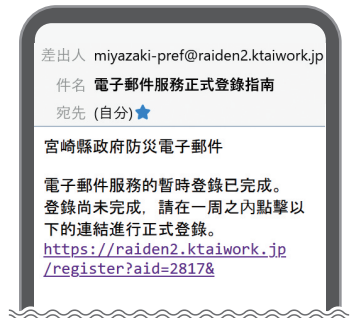 差出人 miyazaki-pref@raiden2.ktaiwork.jp
件名 電子郵件服務正式登錄指南
宛先 (自分)
宮崎縣政府防災電子郵件
電子郵件服務的暫時登錄已完成。
登錄尚未完成，請在一周之內點擊以
下的連結進行正式登錄。
https://raiden2.ktaiwork.jp
/register?aid=2817&